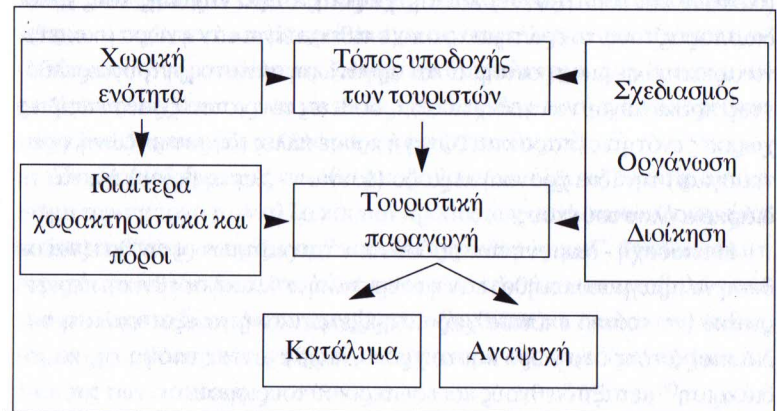 Χωρική
ενότητα
Τόπος υποδοχής
των τουριστών
Σχεδιασμός
Οργάνωση
Διοίκηση
Ιδιαίτερα
χαρακτηριστικά και
πόροι
Τουριστική
παραγωγή
Κατάλυμα
Αναψυχή